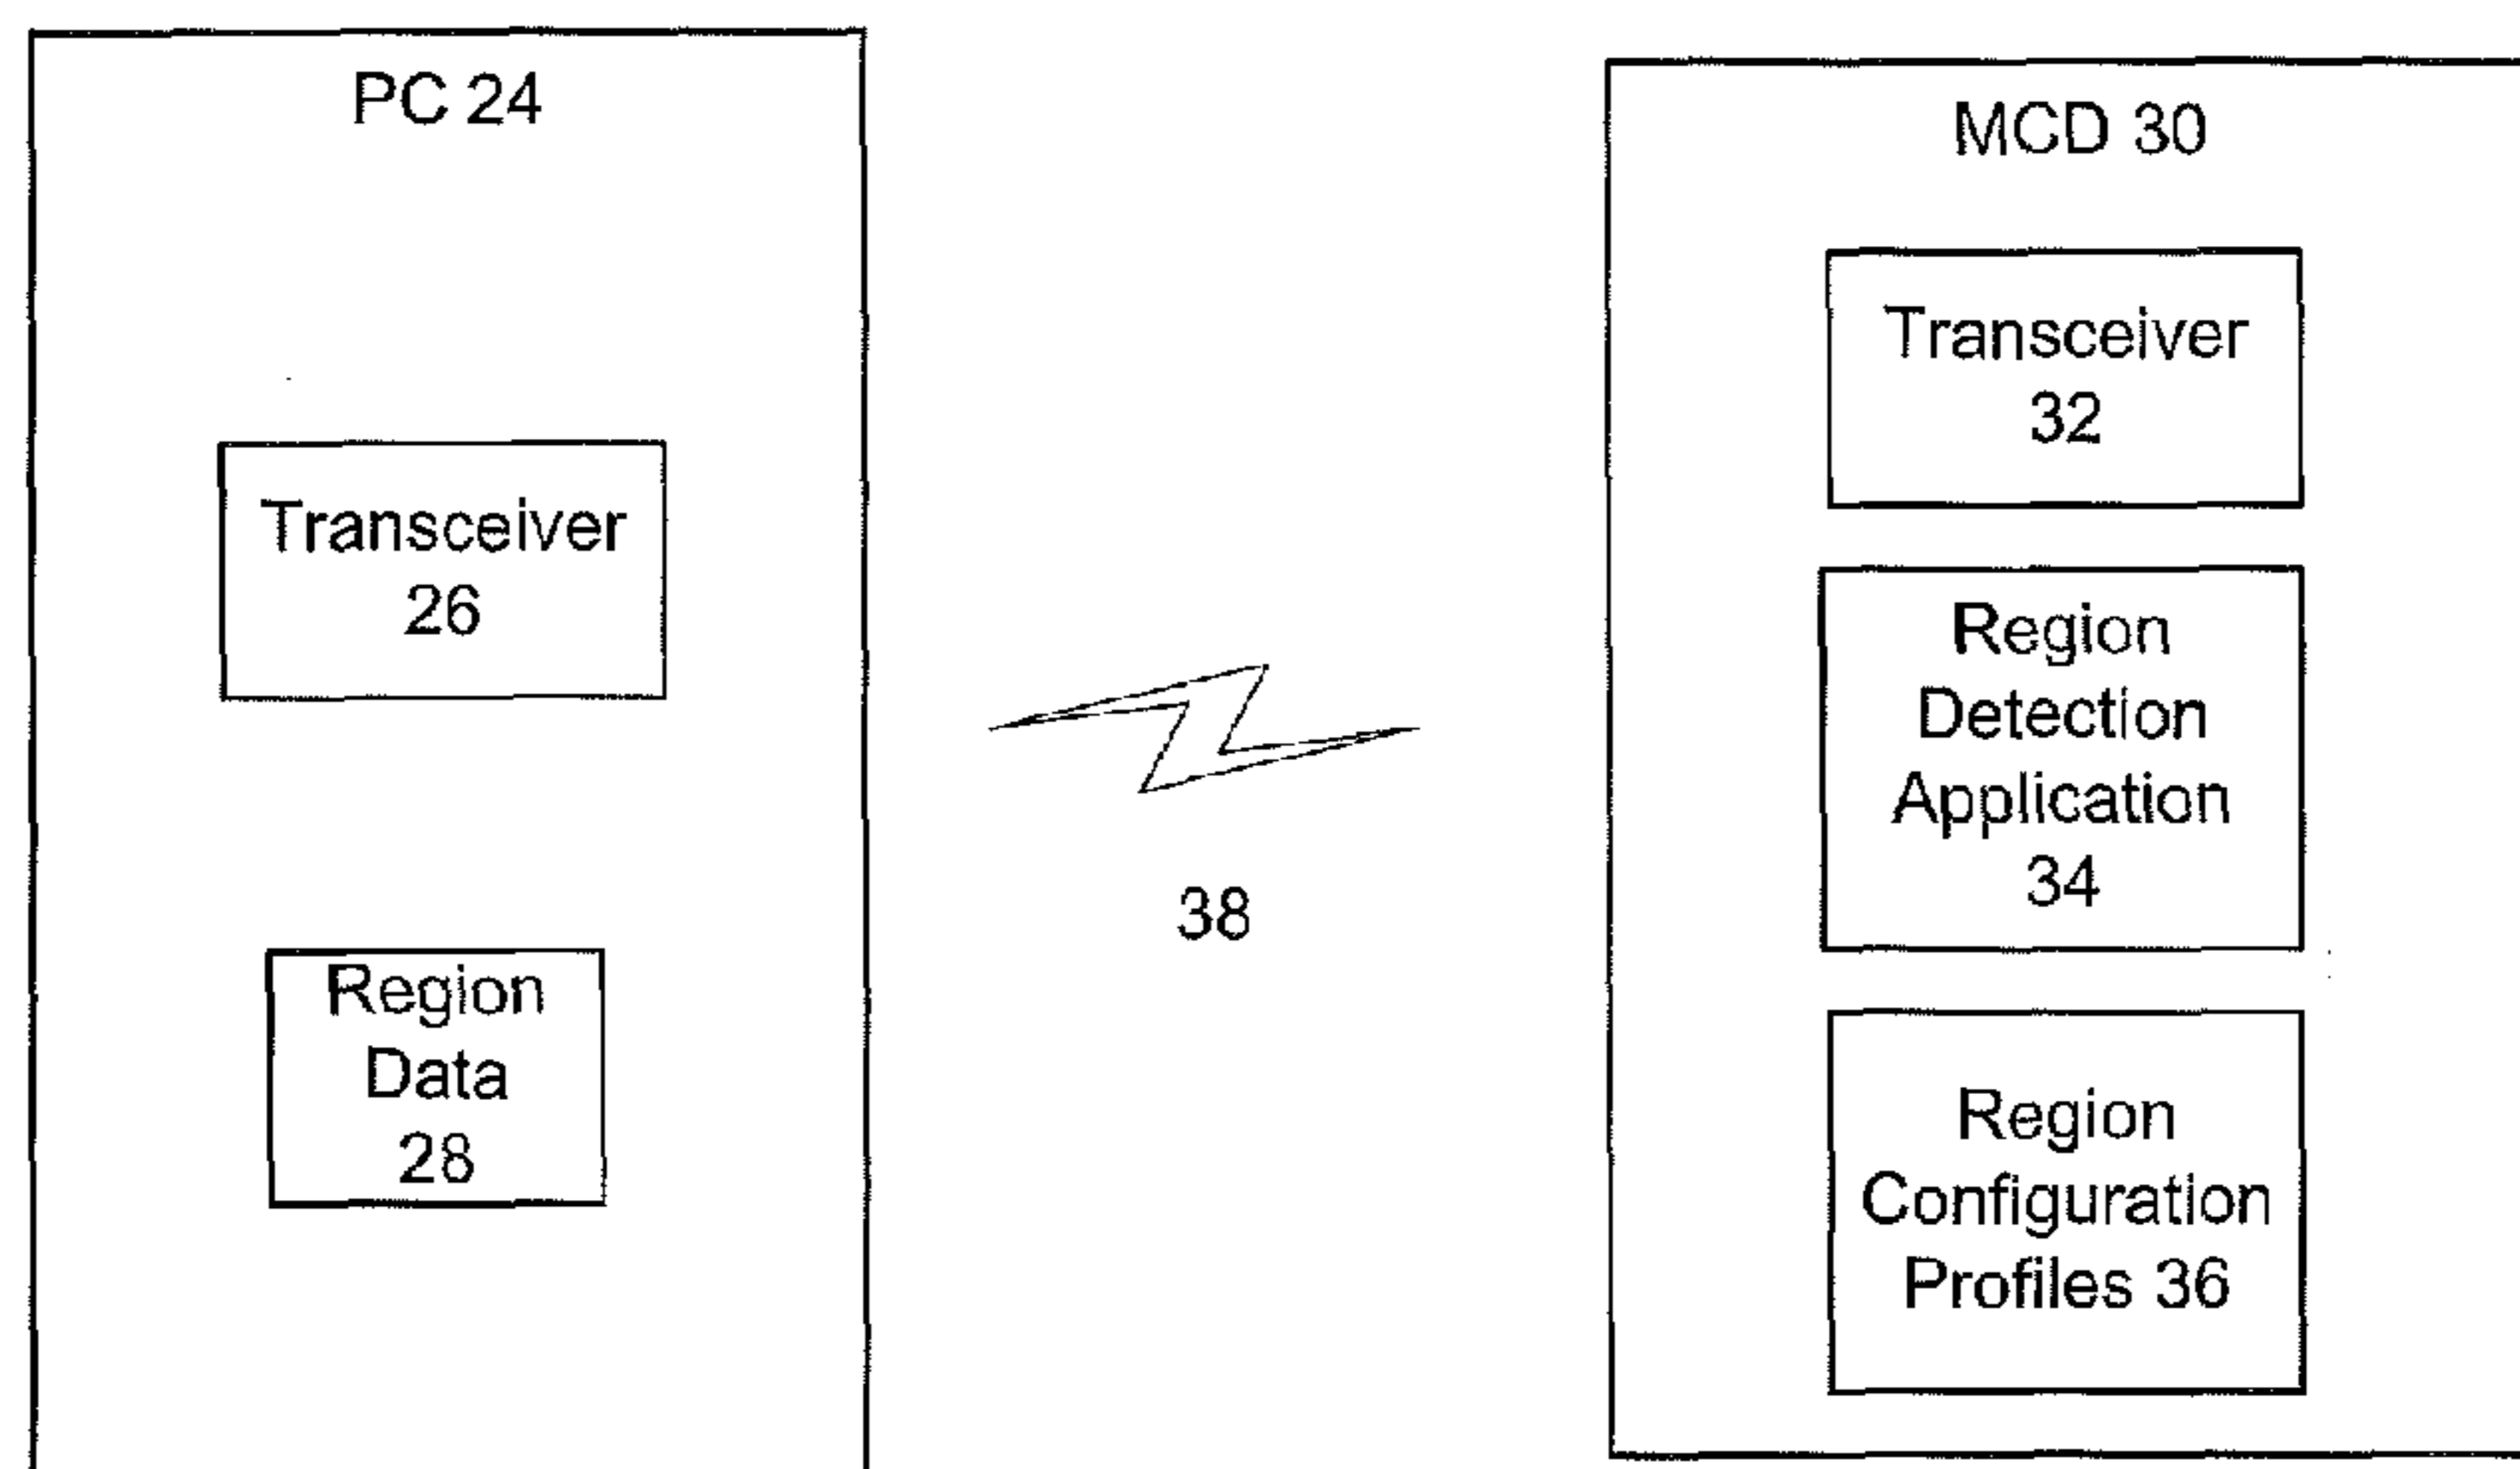 PC 24
Transceiver
26
Region
Data
28
38
MCD 30
Transceiver
32
Region
Detection
Application
34
Region
Configuration
Profiles 36